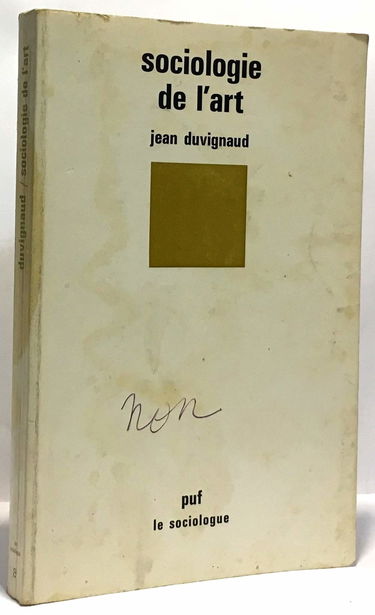 sociologie
de l'art
jean duvignaud
non
puf
le sociologue
duvignaud / sociologie de l'art